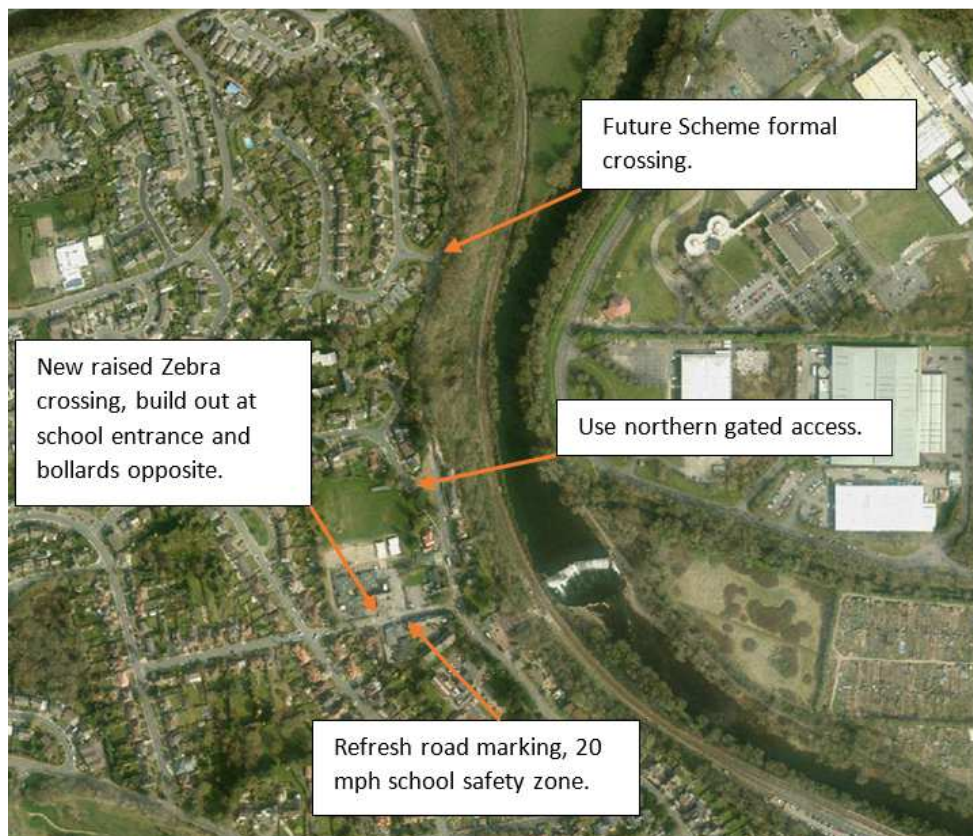 Future Scheme formal
crossing.
New raised Zebra
crossing, build out at
school entrance and
bollards opposite.
Use northern gated access.
Refresh road marking, 20
mph school safety zone.